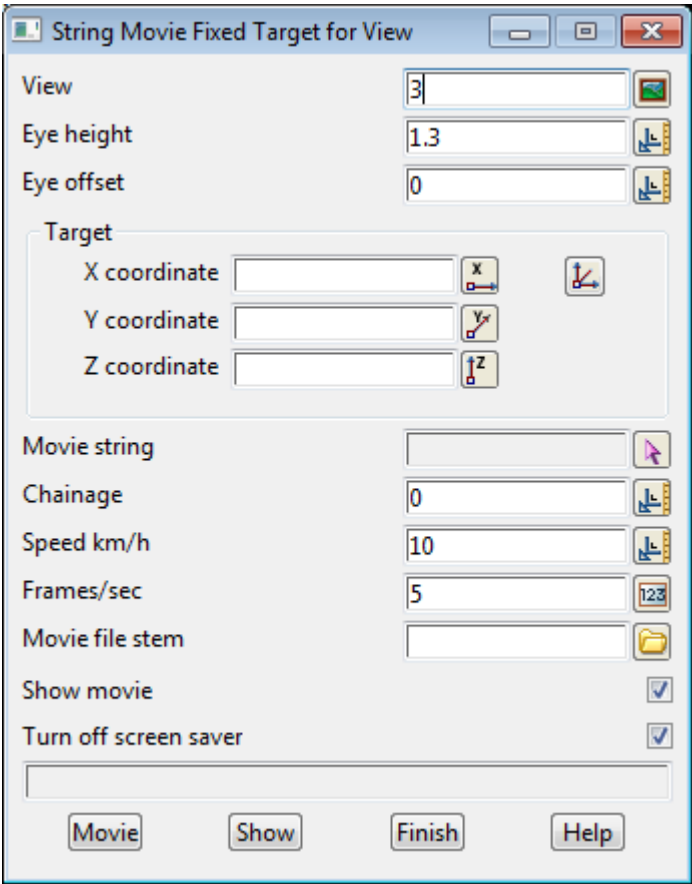 String Movie Fixed Target for View
View 3
Eye height 1.3
Eye offset 0
Target
X coordinate X
Y coordinate Y
Z coordinate Z
Movie string
Chainage 0
Speed km/h 10
Frames/sec 5 123
Movie file stem
Show movie
Turn off screen saver
Movie Show Finish Help